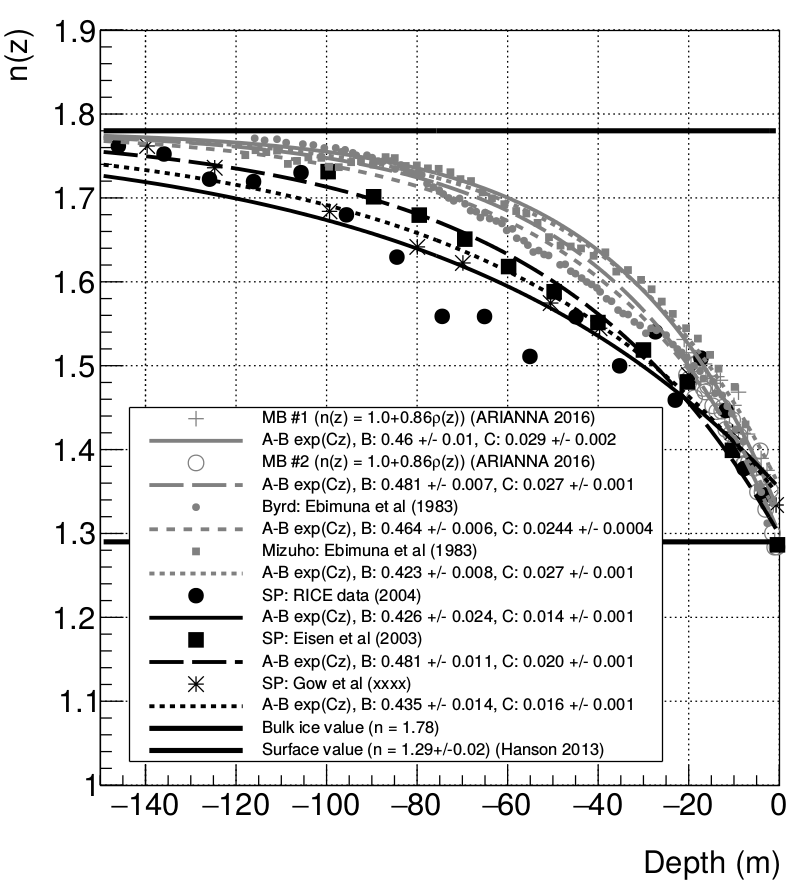 n(z)
1.9
1.8
1.7
1.6
1.5
1.4
1.3
1.2
1.1
1
MB #1 (n(z) = 1.0+0.86ρ(z)) (ARIANNA 2016)
A-B exp(Cz), B: 0.46 +/- 0.01, C: 0.029 +/- 0.002
MB #2 (n(z) = 1.0+0.86ρ(z)) (ARIANNA 2016)
A-B exp(Cz), B: 0.481 +/- 0.007, C: 0.027 +/- 0.001
Byrd: Ebimuna et al (1983)
A-B exp(Cz), B: 0.464 +/- 0.006, C: 0.0244 +/- 0.0004
Mizuho: Ebimuna et al (1983)
A-B exp(Cz), B: 0.423 +/- 0.008, C: 0.027 +/- 0.001
SP: RICE data (2004)
A-B exp(Cz), B: 0.426 +/- 0.024, C: 0.014 +/- 0.001
SP: Eisen et al (2003)
A-B exp(Cz), B: 0.481 +/- 0.011, C: 0.020 +/- 0.001
SP: Gow et al (xxxx)
A-B exp(Cz), B: 0.435 +/- 0.014, C: 0.016 +/- 0.001
Bulk ice value (n = 1.78)
Surface value (n = 1.29+/-0.02) (Hanson 2013)
−140 −120 −100 −80 −60 −40 −20 0
Depth (m)